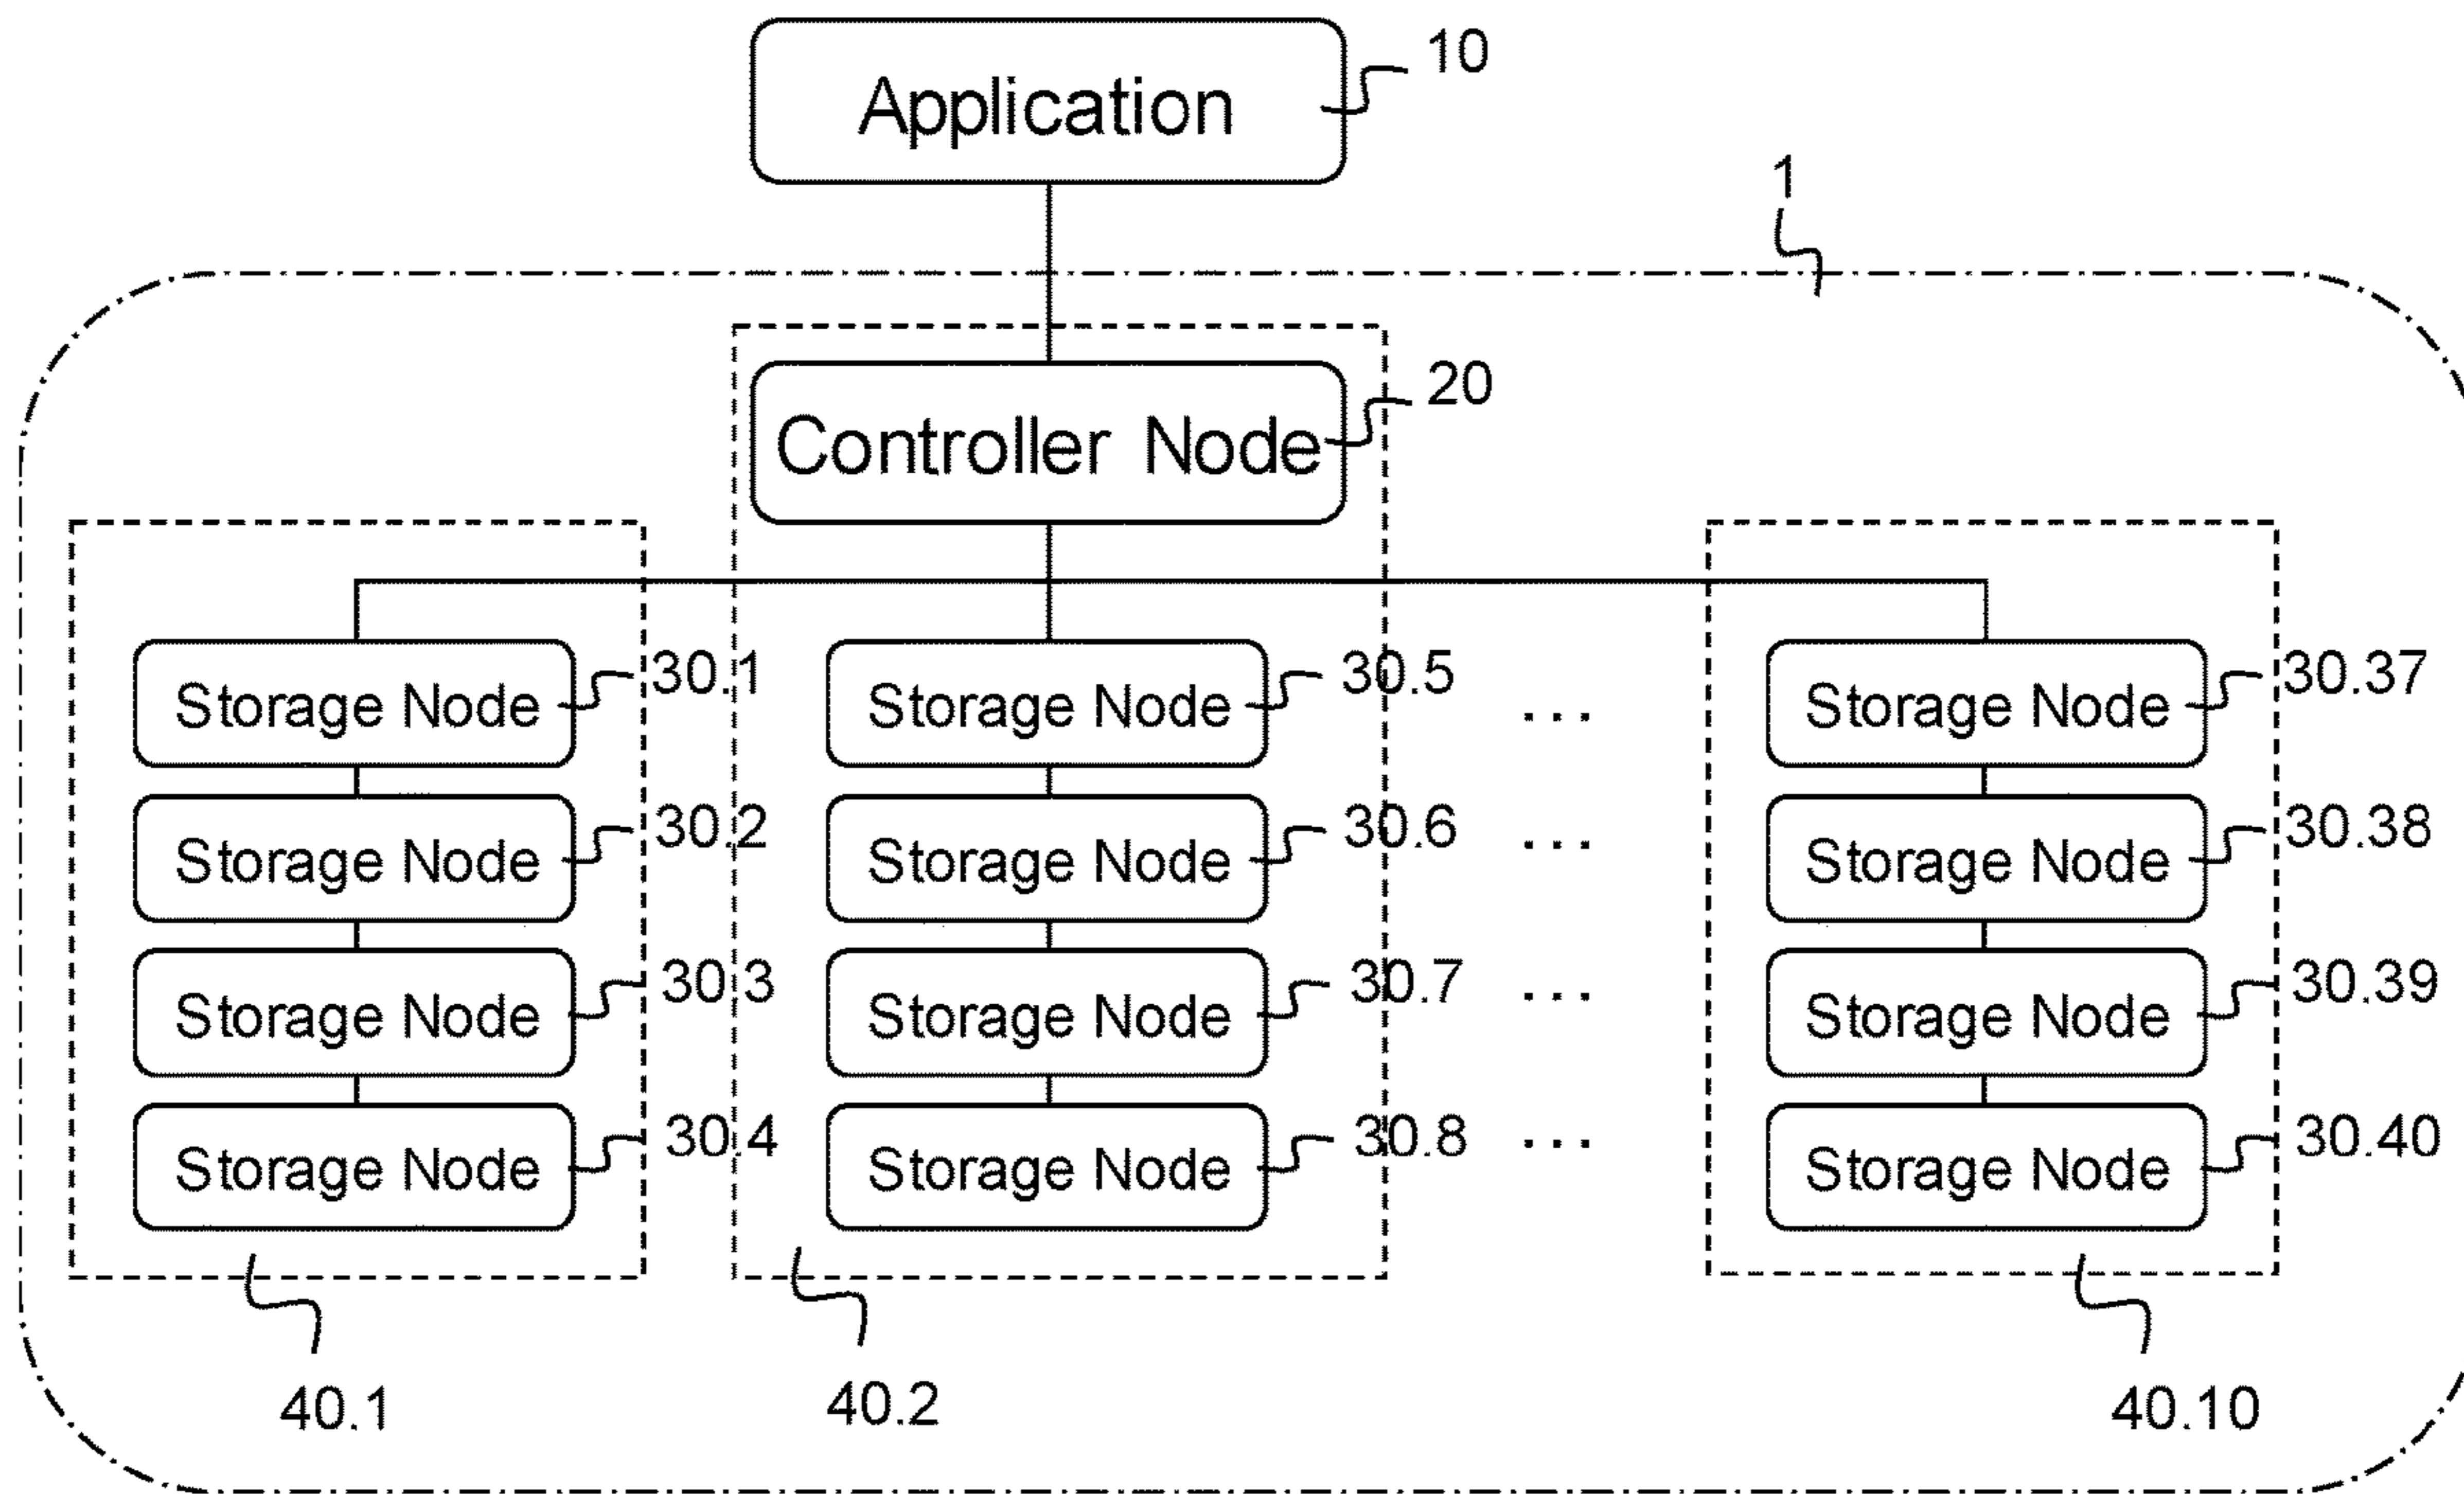 10
Application
1
20
Controller Node
Storage Node 30.1 Storage Node 30.5 ... Storage Node 30.37
Storage Node 30.2 Storage Node 30.6 ... Storage Node 30.38
Storage Node 30.3 Storage Node 30.7 ... Storage Node 30.39
Storage Node 30.4 Storage Node 30.8 ... Storage Node 30.40
40.1 40.2 40.10